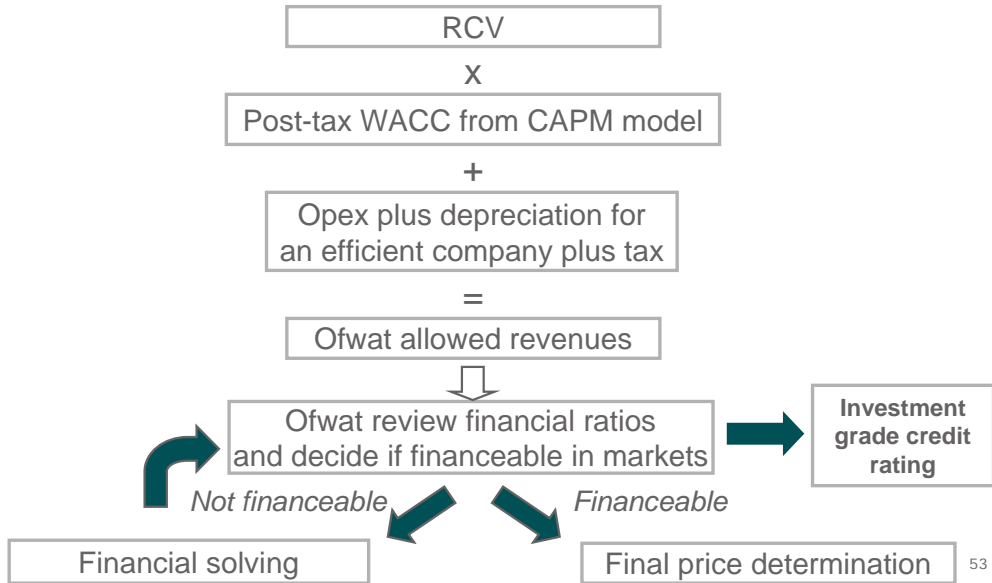 RCV
x
Post-tax WACC from CAPM model
+
Opex plus depreciation for
an efficient company plus tax
=
Ofwat allowed revenues
Ofwat review financial ratios
and decide if financeable in markets
Investment
grade credit
rating
Not financeable
Financeable
Financial solving
Final price determination
53